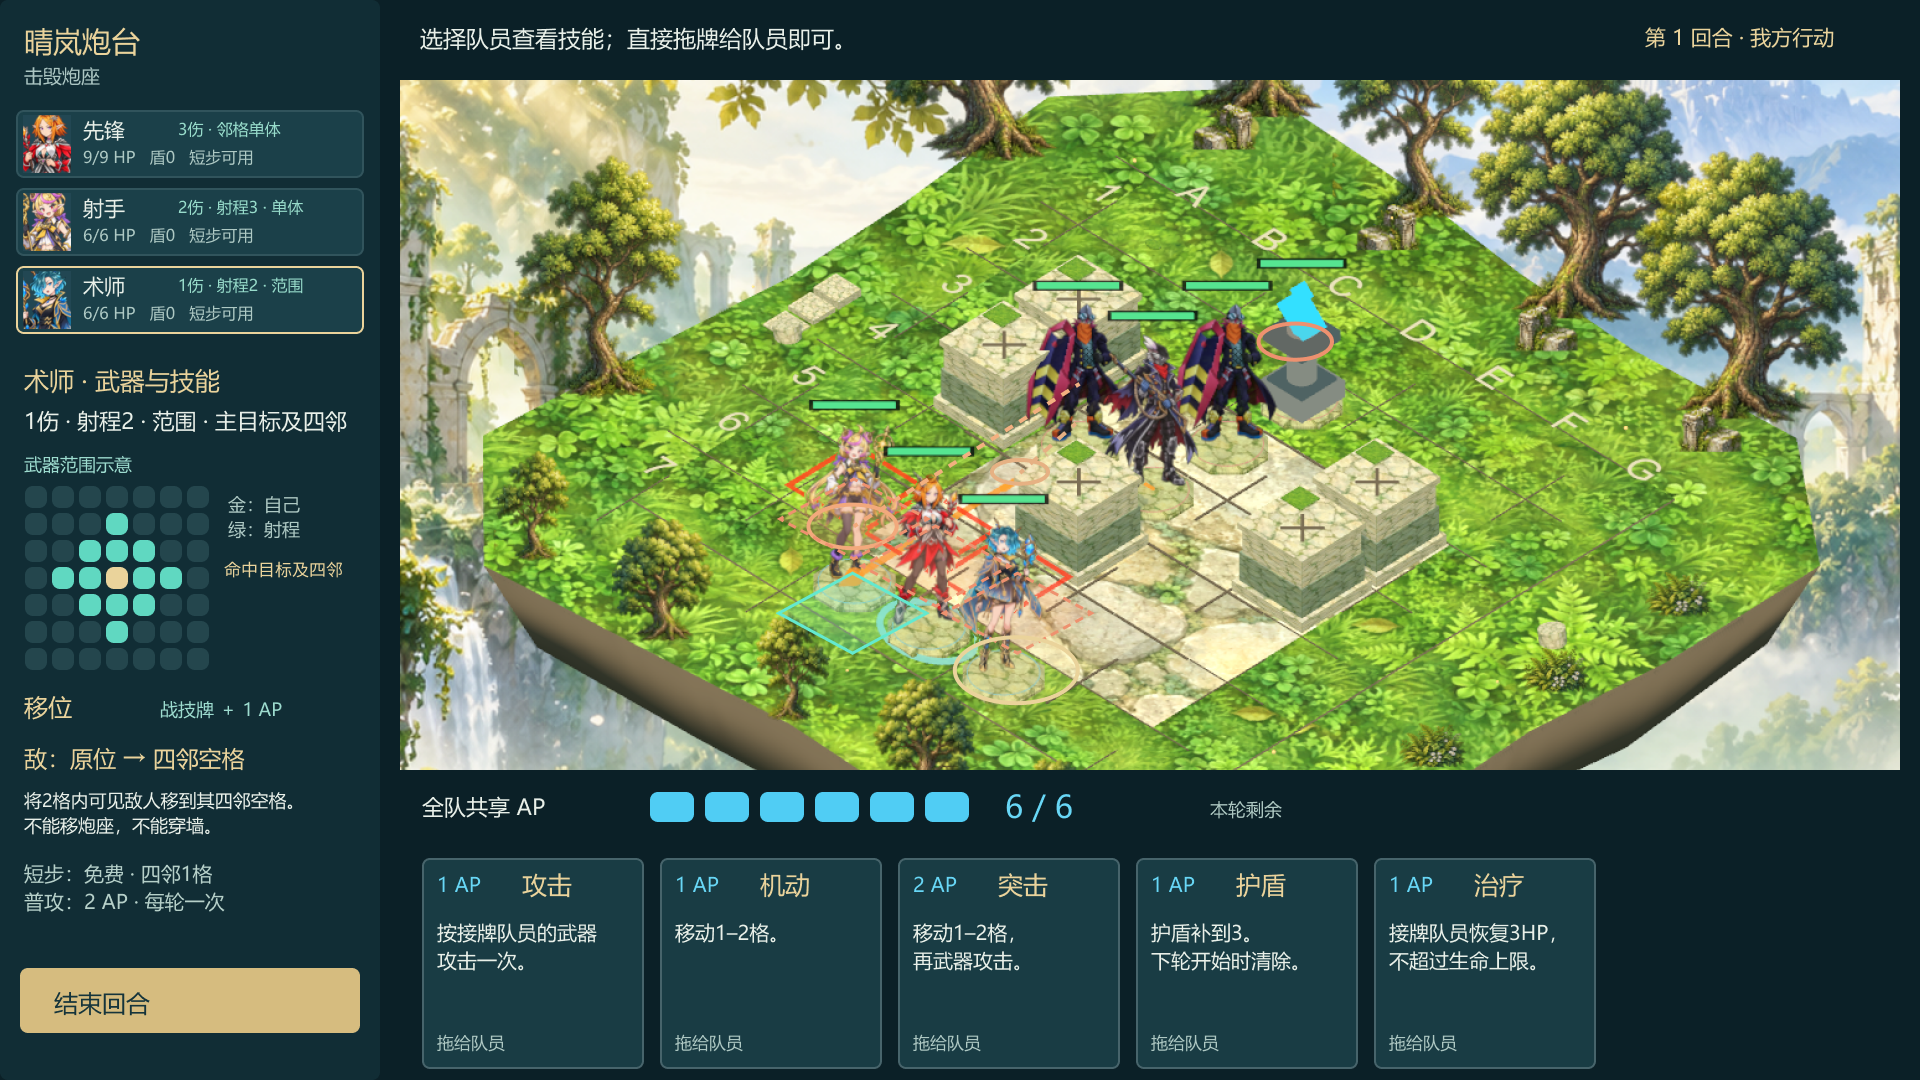 晴岚炮台
击毁炮座
先锋 3伤 · 邻格单体
9/9 HP 盾0 短步可用
射手 2伤 · 射程3 · 单体
6/6 HP 盾0 短步可用
术师 1伤 · 射程2 · 范围
6/6 HP 盾0 短步可用
术师 · 武器与技能
1伤 · 射程2 · 范围 · 主目标及四邻
武器范围示意
金：自己
绿：射程
命中目标及四邻
移位 战技牌 + 1 AP
敌：原位 → 四邻空格
将2格内可见敌人移到其四邻空格。
不能移炮座，不能穿墙。
短步：免费 · 四邻1格
普攻：2 AP · 每轮一次
结束回合
选择队员查看技能；直接拖牌给队员即可。
第 1 回合 · 我方行动
1
2
3
4
5
6
7
A
B
C
D
E
F
G
全队共享 AP 6 / 6 本轮剩余
1 AP 攻击
按接牌队员的武器
攻击一次。
拖给队员
1 AP 机动
移动1–2格。
拖给队员
2 AP 突击
移动1–2格，
再武器攻击。
拖给队员
1 AP 护盾
护盾补到3。
下轮开始时清除。
拖给队员
1 AP 治疗
接牌队员恢复3HP，
不超过生命上限。
拖给队员